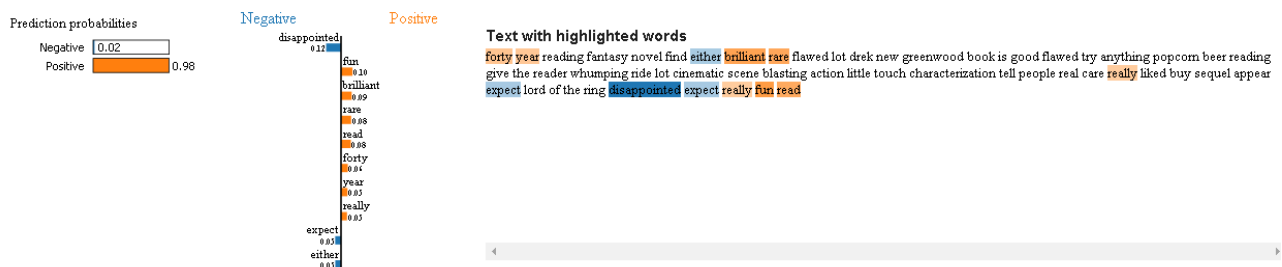 Prediction probabilities
Negative 0.02
Positive 0.98
Negative Positive
disappointed
0.12
fun
0.10
brilliant
0.09
rare
0.08
read
0.08
forty
0.06
year
0.05
really
0.05
expect
0.05
either
0.05
Text with highlighted words
forty year reading fantasy novel find either brilliant rare flawed lot drek new greenwood book is good flawed try anything popcorn beer reading
give the reader whumping ride lot cinematic scene blasting action little touch characterization tell people real care really liked buy sequel appear
expect lord of the ring disappointed expect really fun read